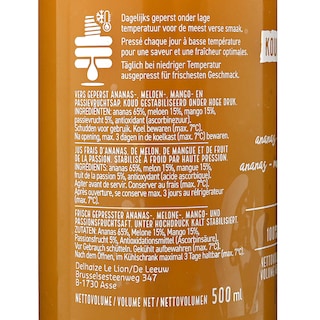 Dagelijks geperst onder lage
temperatuur voor de meest verse smaak.
Pressé chaque jour à basse température
pour une saveur et une fraîcheur optimales.
Täglich bei niedriger Temperatur
ausgepresst für frischesten Geschmack.
VERS GEPERST ANANAS-, MELOEN-, MANGO- EN
PASSIEVRUCHTSAP, KOUD GESTABILISEERD ONDER HOGE DRUK.
INGREDIËNTEN: ananas 65%, meloen 15%, mango 15%,
passievrucht 5%, antioxidant (ascorbinezuur).
Schudden voor gebruik. Koel bewaren (max. 7°C).
Na opening, max. 3 dagen in de koelkast bewaren (max. 7°C).
JUS FRAIS D'ANANAS, DE MELON, DE MANGUE ET DE FRUIT
DE LA PASSION, STABILISÉ À FROID PAR HAUTE PRESSION.
INGRÉDIENTS: ananas 65%, melon 15%, mangue 15%,
fruit de la passion 5%, antioxydant (acide ascorbique).
Agiter avant de servir. Conserver au frais (max. 7°C).
Après ouverture, se conserve max. 3 jours au réfrigérateur
(max. 7°C).
FRISCH GEPRESSTER ANANAS-, MELONE-, MANGO- UND
PASSIONSFRUCHTSAFT, UNTER HOCHDRUCK KALT STABILISIERT.
ZUTATEN: Ananas 65%, Melone 15%, Mango 15%,
Passionsfrucht 5%, Antioxidationsmittel (Ascorbinsäure).
Vor Gebrauch schütteln. Kühl aufbewahren (max. 7°C).
Nach dem Öffnen, im Kühlschrank maximal 3 Tage haltbar (max. 7°C).
Delhaize Le Lion/De Leeuw
Brusselsesteenweg 347
B-1730 Asse
NETTOVOLUME / VOLUME NET / NETTOVOLUMEN 500 ml
KOU
ananas
ananas -
NETTOVOLUME
VOLUME